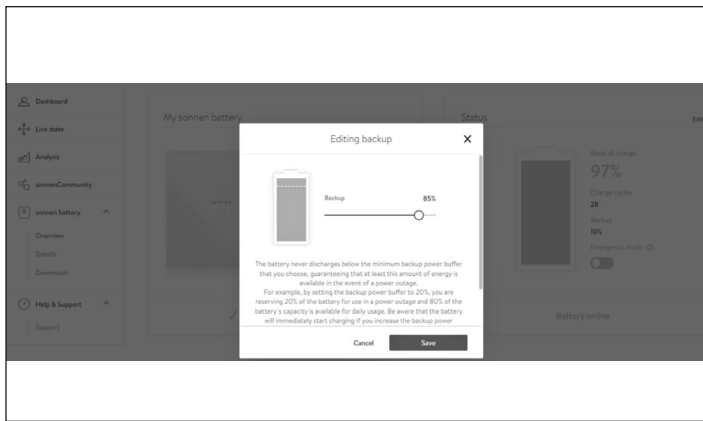 Dashboard
Live state
Analysis
sonnenCommunity
sonnen battery
Overview
Details
Downloads
Help & Support
Support
My sonnen battery
Editing backup
Backup 85%
The battery never discharges below the minimum backup power buffer
that you choose, guaranteeing that at least this amount of energy is
available in the event of a power outage.
For example, by setting the backup power buffer to 20%, you are
reserving 20% of the battery for use in a power outage and 80% of the
battery's capacity is available for daily usage. Be aware that the battery
will immediately start charging if you increase the backup power
Cancel Save
Status
State of charge
97%
Charge cycles
28
Backup
10%
Emergency mode
Battery online